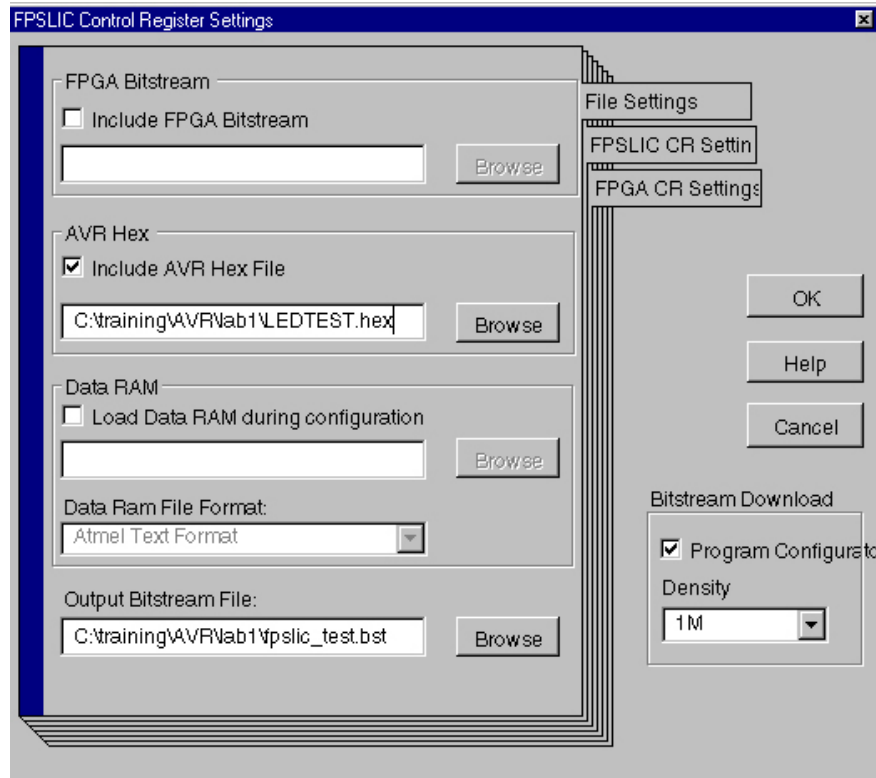 FPSLIC Control Register Settings
FPGA Bitstream
Include FPGA Bitstream
Browse
File Settings
FPSLIC CR Settin
FPGA CR Settings
AVR Hex
Include AVR Hex File
C:\training\AVR\lab1\LEDTEST.hex
Browse
Data RAM
Load Data RAM during configuration
Browse
Data Ram File Format:
Atmel Text Format
Output Bitstream File:
C:\training\AVR\lab1\fpslic_test.bst
Browse
OK
Help
Cancel
Bitstream Download
Program Configurato
Density
1M